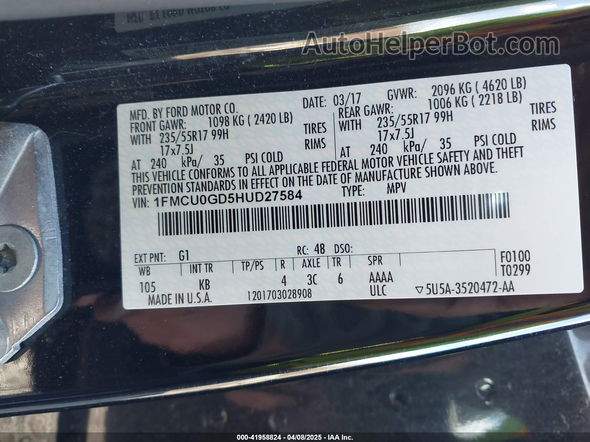 AuthorizeHelper.com
MFD. BY FORD MOTOR CO.
DATE: 03/17 GVWR: 2096 KG ( 4620 LB)
FRONT GAWR: 1098 KG ( 2420 LB)
REAR GAWR: 1006 KG ( 2218 LB)
WITH 235/55R17 99H TIRES
WITH 235/55R17 99H TIRES
17x7.5J RIMS
17x7.5J RIMS
AT 240 kPa/ 35 PSI COLD
AT 240 kPa/ 35 PSI COLD
THIS VEHICLE CONFORMS TO ALL APPLICABLE FEDERAL MOTOR VEHICLE SAFETY AND THEFT
PREVENTION STANDARDS IN EFFECT ON THE DATE OF MANUFACTURE SHOWN ABOVE.
VIN: 1FMCU0GD5HUD27584
TYPE: MPV
EXT PNT: G1 RC: 48 DSO: F0100
WB INT TR TP/PS R AXLE TR SPR T0299
105 KB 4 3C 6 AAAA
ULC
MADE IN U.S.A. 1201703028908 5U5A-3520472-AA
000-41958824 - 04/08/2025 - IAA Inc.